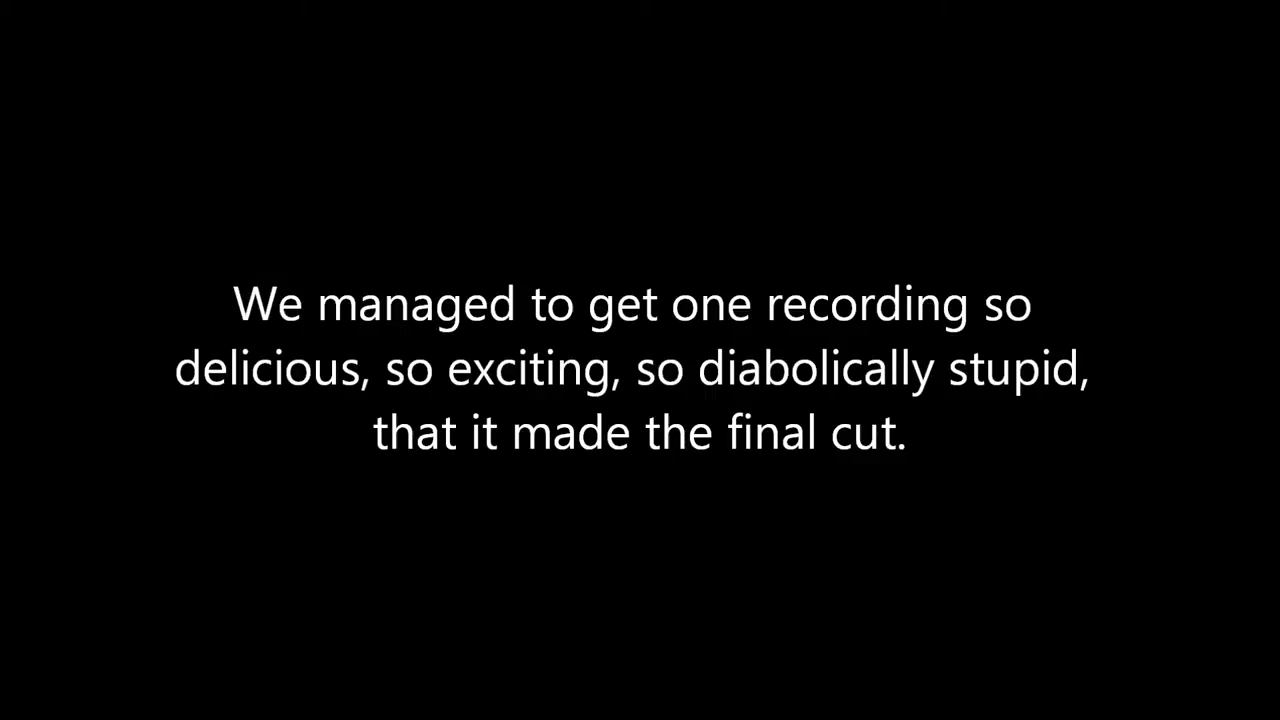 We managed to get one recording so
delicious, so exciting, so diabolically stupid,
that it made the final cut.